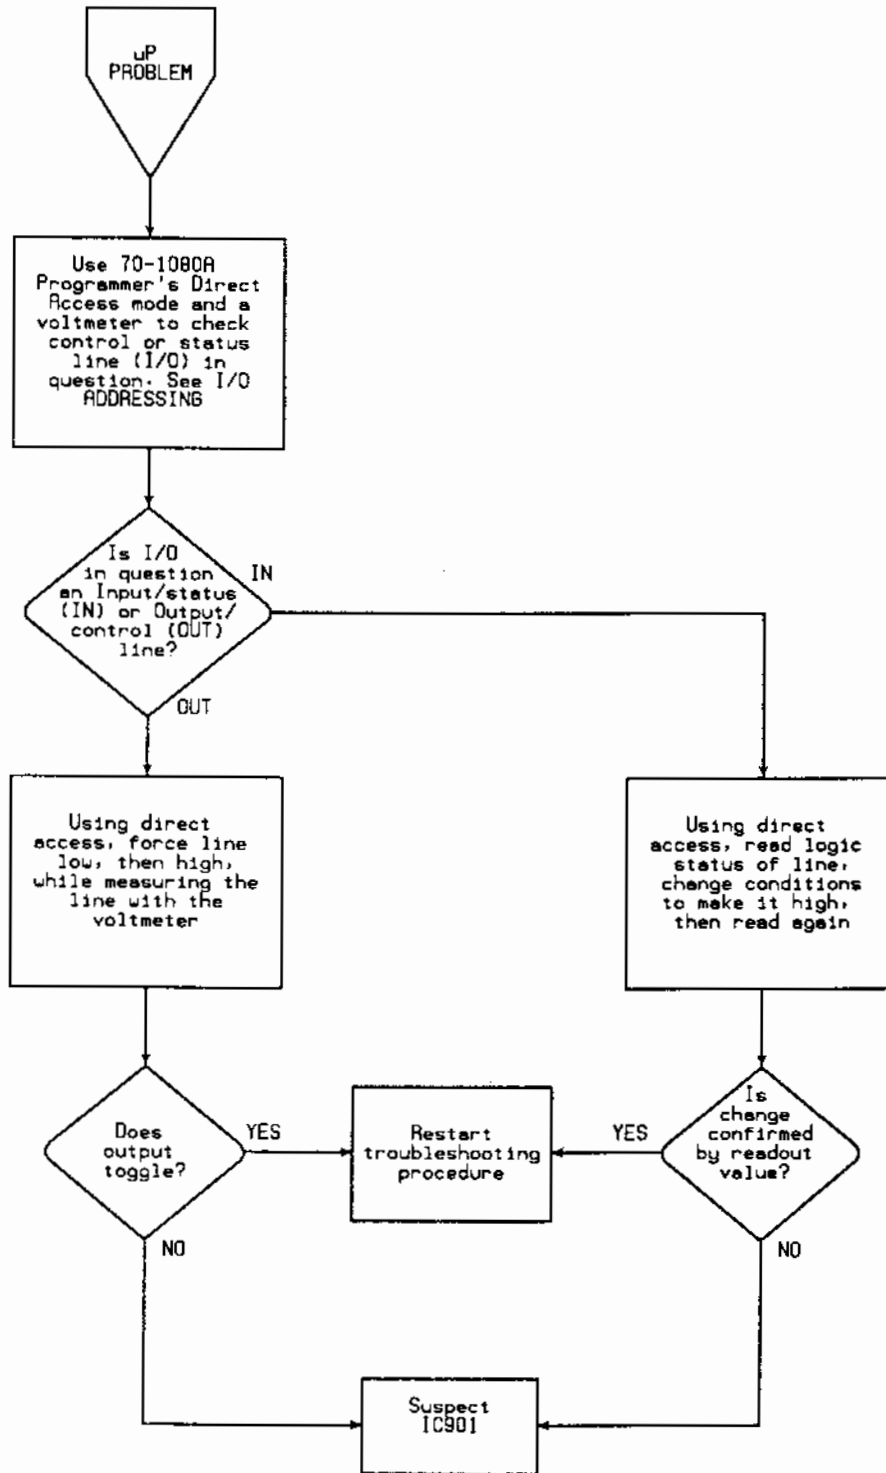 uP
PROBLEM
Use 70-1080A
Programmer's Direct
Access mode and a
voltmeter to check
control or status
line (I/O) in
question. See I/O
ADDRESSING
Is I/O
in question
an Input/status
(IN) or Output/
control (OUT)
line?
IN
OUT
Using direct
access, force line
low, then high,
while measuring the
line with the
voltmeter
Using direct
access, read logic
status of line,
change conditions
to make it high,
then read again
Does
output
toggle?
YES
NO
Restart
troubleshooting
procedure
Is
change
confirmed
by readout
value?
YES
NO
Suspect
IC901